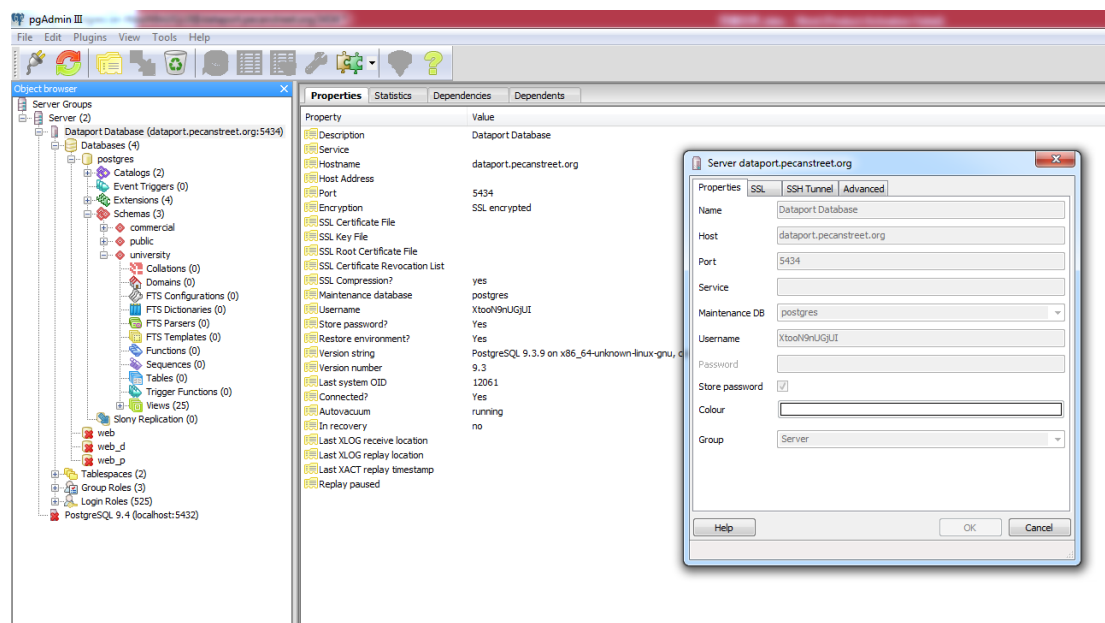 pgAdmin III
File Edit Plugins View Tools Help
Object browser
Server Groups
Server (2)
Dataport Database (dataport.pecanstreet.org:5434)
Databases (4)
postgres
Catalogs (2)
Event Triggers (0)
Extensions (4)
Schemas (3)
commercial
public
university
Collations (0)
Domains (0)
FTS Configurations (0)
FTS Dictionaries (0)
FTS Parsers (0)
FTS Templates (0)
Functions (0)
Sequences (0)
Tables (0)
Trigger Functions (0)
Views (25)
Slony Replication (0)
web
web_d
web_p
Tablespaces (2)
Group Roles (3)
Login Roles (525)
PostgreSQL 9.4 (localhost:5432)
Properties Statistics Dependencies Dependents
Property Value
Description Dataport Database
Service
Hostname dataport.pecanstreet.org
Host Address
Port 5434
Encryption SSL encrypted
SSL Certificate File
SSL Key File
SSL Root Certificate File
SSL Certificate Revocation List
SSL Compression? yes
Maintenance database postgres
Username XtooN9nUGjUI
Store password? Yes
Restore environment? Yes
Version string PostgreSQL 9.3.9 on x86_64-unknown-linux-gnu, c
Version number 9.3
Last system OID 12061
Connected? Yes
Autovacuum running
In recovery no
Last XLOG receive location
Last XLOG replay location
Last XACT replay timestamp
Replay paused
Server dataport.pecanstreet.org
Properties SSL SSH Tunnel Advanced
Name Dataport Database
Host dataport.pecanstreet.org
Port 5434
Service
Maintenance DB postgres
Username XtooN9nUGjUI
Password
Store password
Colour
Group Server
Help OK Cancel